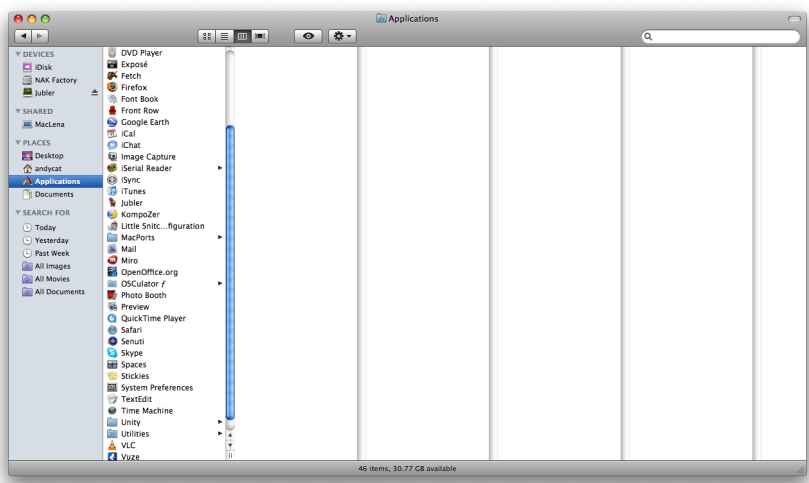 Applications
DEVICES
iDisk
NAK Factory
Jubler
SHARED
MacLena
PLACES
Desktop
andycat
Applications
Documents
SEARCH FOR
Today
Yesterday
Past Week
All Images
All Movies
All Documents
DVD Player
Exposé
Fetch
Firefox
Font Book
Front Row
Google Earth
iCal
iChat
Image Capture
iSerial Reader
iSync
iTunes
Jubler
KompoZer
Little Snitc...figuration
MacPorts
Mail
Miro
OpenOffice.org
OSCulator ƒ
Photo Booth
Preview
QuickTime Player
Safari
Senuti
Skype
Spaces
Stickies
System Preferences
TextEdit
Time Machine
Unity
Utilities
VLC
Vuze
46 items, 30.77 GB available